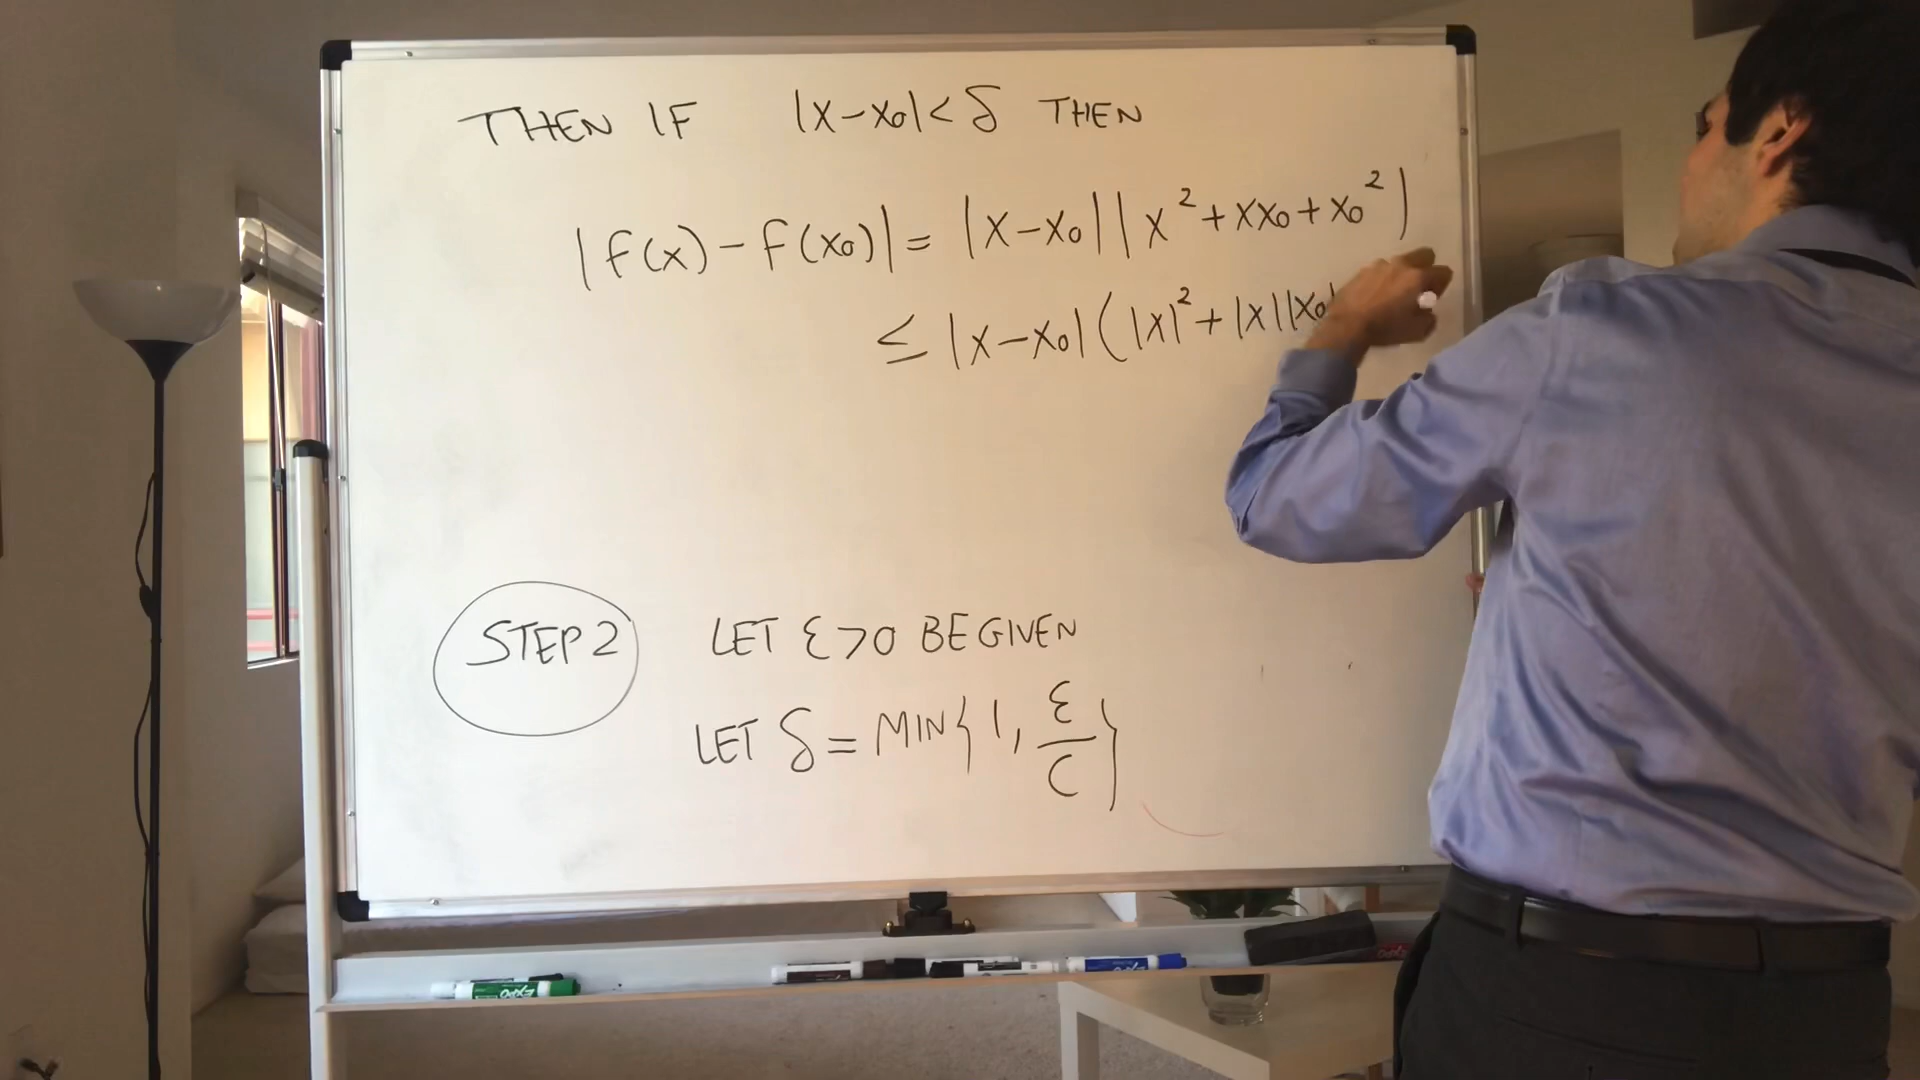 THEN IF |x-x₀|<δ THEN
|f(x)-f(x₀)|=|x-x₀||x²+xx₀+x₀²|
≤|x-x₀|(|x|²+|x||x₀|
STEP 2 LET ε>0 BE GIVEN
LET δ=MIN{1, ε/C}
EXPO